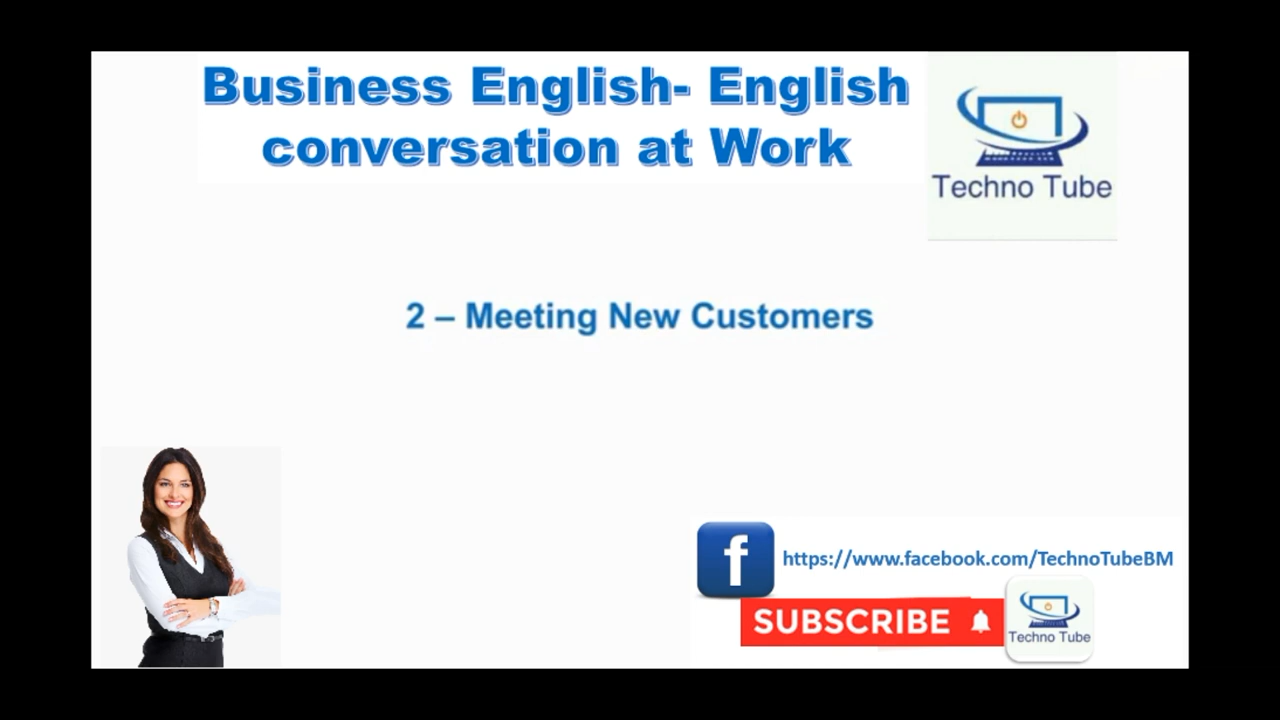 Business English- English
conversation at Work
Techno Tube
2 – Meeting New Customers
f
https://www.facebook.com/TechnoTubeBM
SUBSCRIBE
Techno Tube